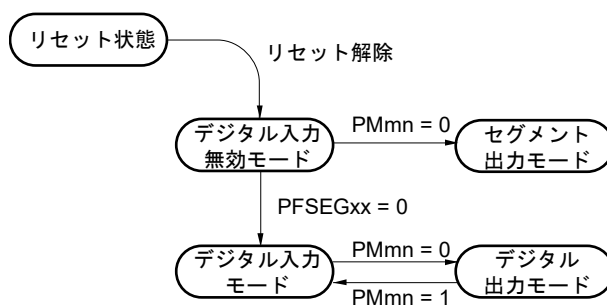 リセット状態
リセット解除
デジタル入力
無効モード
PMmn = 0
セグメント
出力モード
PFSEGxx = 0
デジタル入力
モード
PMmn = 0
PMmn = 1
デジタル
出力モード